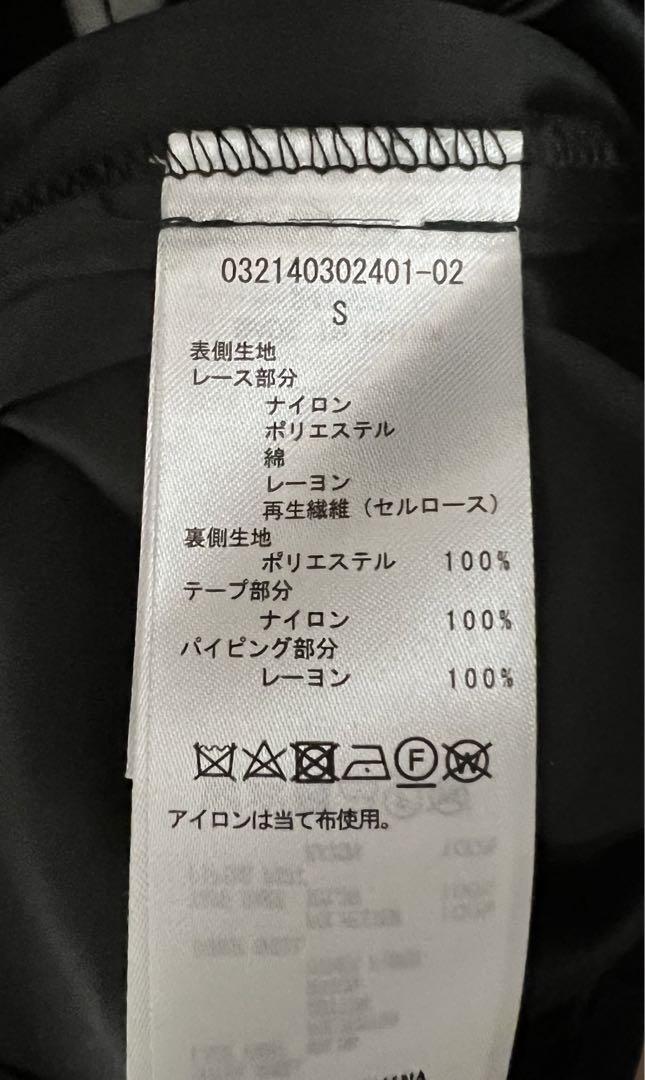 032140302401-02
S
表側生地
レース部分
ナイロン
ポリエステル
綿
レーヨン
再生繊維（セルロース）
裏側生地
ポリエステル 100%
テープ部分
ナイロン 100%
パイピング部分
レーヨン 100%
F W
アイロンは当て布使用。